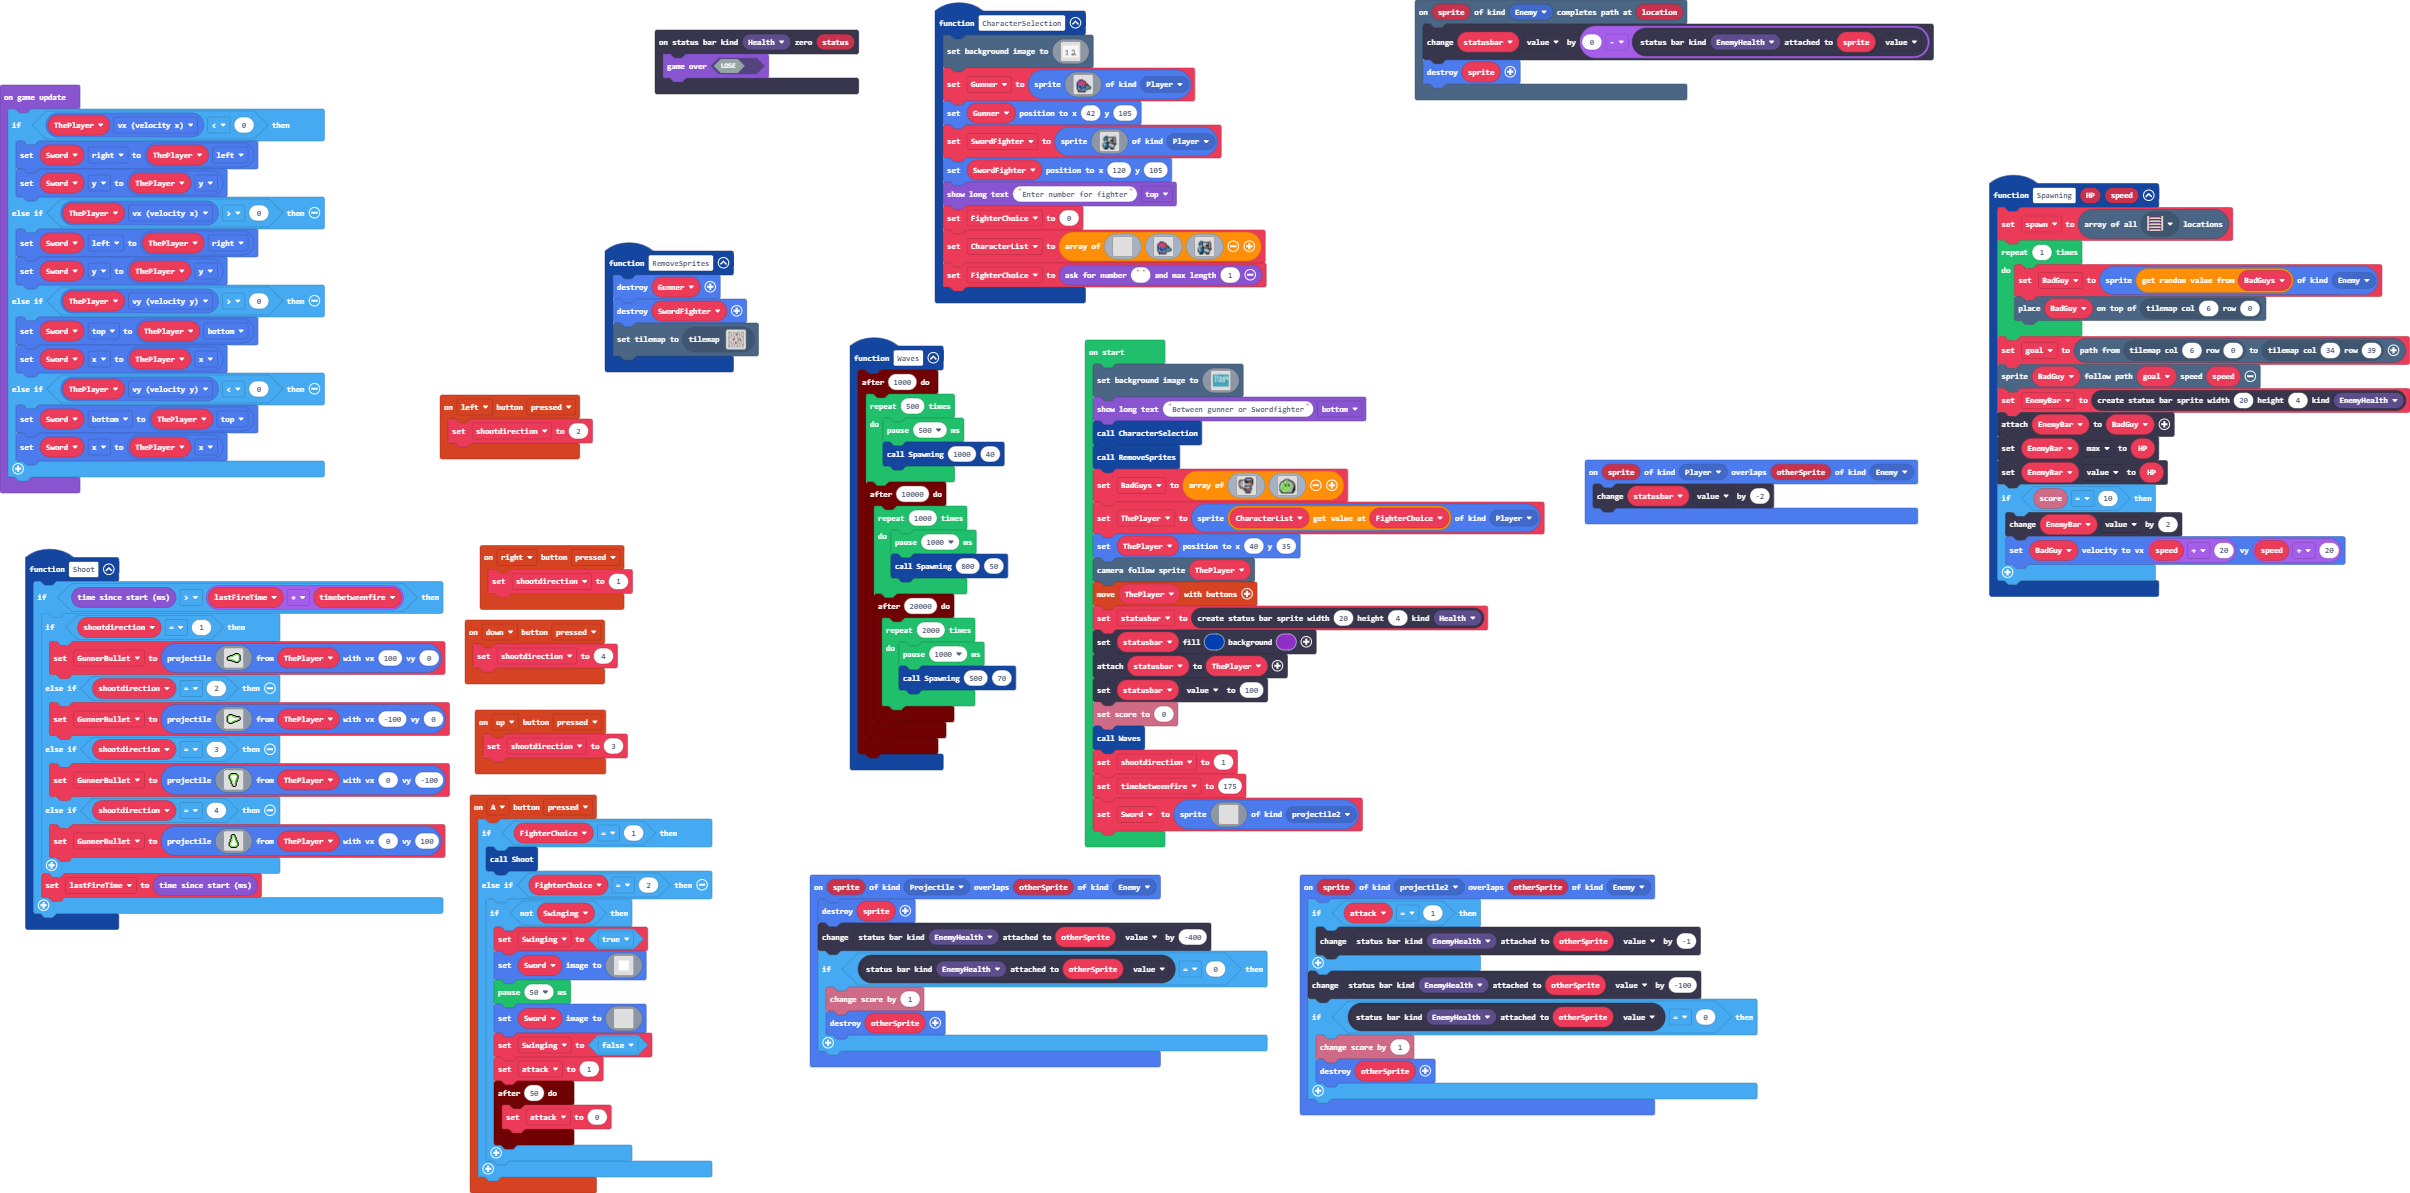 on game update
if ThePlayer vx (velocity x) < 0 then
set Sword right to ThePlayer left
set Sword y to ThePlayer y
else if ThePlayer vx (velocity x) > 0 then
set Sword left to ThePlayer right
set Sword y to ThePlayer y
else if ThePlayer vy (velocity y) > 0 then
set Sword top to ThePlayer bottom
set Sword x to ThePlayer x
else if ThePlayer vy (velocity y) < 0 then
set Sword bottom to ThePlayer top
set Sword x to ThePlayer x
function Shoot
if time since start (ms) > lastFireTime + timebetweenfire then
if shootdirection = 1 then
set GunnerBullet to projectile from ThePlayer with vx 100 vy 0
else if shootdirection = 2 then
set GunnerBullet to projectile from ThePlayer with vx -100 vy 0
else if shootdirection = 3 then
set GunnerBullet to projectile from ThePlayer with vx 0 vy -100
else if shootdirection = 4 then
set GunnerBullet to projectile from ThePlayer with vx 0 vy 100
set lastFireTime to time since start (ms)
on status bar kind Health zero status
game over LOSE
function RemoveSprites
destroy Gunner
destroy SwordFighter
set tilemap to tilemap
on left button pressed
set shootdirection to 2
on right button pressed
set shootdirection to 1
on down button pressed
set shootdirection to 4
on up button pressed
set shootdirection to 3
on A button pressed
if FighterChoice = 1 then
call Shoot
else if FighterChoice = 2 then
if not Swinging then
set Swinging to true
set Sword image to
pause 50 ms
set Sword image to
set Swinging to false
set attack to 1
after 50 do
set attack to 0
function CharacterSelection
set background image to
set Gunner to sprite of kind Player
set Gunner position to x 42 y 105
set SwordFighter to sprite of kind Player
set SwordFighter position to x 120 y 105
show long text "Enter number for fighter" top
set FighterChoice to 0
set CharacterList to array of
set FighterChoice to ask for number " " and max length 1
function Waves
after 1000 do
repeat 500 times
do pause 500 ms
call Spawning 1000 40
after 10000 do
repeat 1000 times
do pause 1000 ms
call Spawning 800 50
after 20000 do
repeat 2000 times
do pause 1000 ms
call Spawning 500 70
on start
set background image to
show long text "Between gunner or Swordfighter" bottom
call CharacterSelection
call RemoveSprites
set BadGuys to array of
set ThePlayer to sprite CharacterList get value at FighterChoice of kind Player
set ThePlayer position to x 40 y 35
camera follow sprite ThePlayer
move ThePlayer with buttons
set statusbar to create status bar sprite width 20 height 4 kind Health
set statusbar fill background
attach statusbar to ThePlayer
set statusbar value to 100
set score to 0
call Waves
set shootdirection to 1
set timebetweenfire to 175
set Sword to sprite of kind projectile2
on sprite of kind Projectile overlaps otherSprite of kind Enemy
destroy sprite
change status bar kind EnemyHealth attached to otherSprite value by -400
if status bar kind EnemyHealth attached to otherSprite value = 0 then
change score by 1
destroy otherSprite
on sprite of kind projectile2 overlaps otherSprite of kind Enemy
if attack = 1 then
change status bar kind EnemyHealth attached to otherSprite value by -1
change status bar kind EnemyHealth attached to otherSprite value by -100
if status bar kind EnemyHealth attached to otherSprite value = 0 then
change score by 1
destroy otherSprite
on sprite of kind Enemy completes path at location
change statusbar value by 0 - status bar kind EnemyHealth attached to sprite value
destroy sprite
on sprite of kind Player overlaps otherSprite of kind Enemy
change statusbar value by -2
function Spawning HP speed
set spawn to array of all locations
repeat 1 times
do set BadGuy to sprite get random value from BadGuys of kind Enemy
place BadGuy on top of tilemap col 6 row 0
set goal to path from tilemap col 6 row 0 to tilemap col 34 row 39
sprite BadGuy follow path goal speed speed
set EnemyBar to create status bar sprite width 20 height 4 kind EnemyHealth
attach EnemyBar to BadGuy
set EnemyBar max to HP
set EnemyBar value to HP
if score = 10 then
change EnemyBar value by 2
set BadGuy velocity to vx speed + 20 vy speed + 20